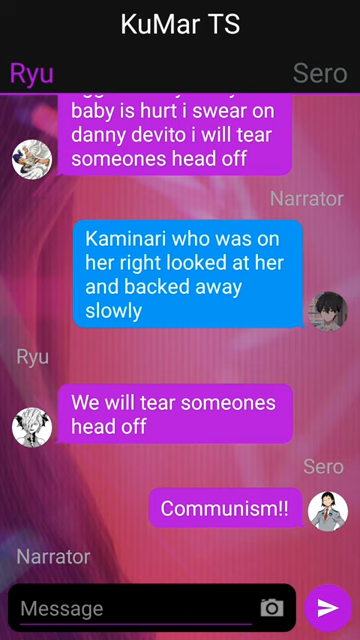 KuMar TS
Ryu
Sero
baby is hurt i swear on
danny devito i will tear
someones head off
Narrator
Kaminari who was on
her right looked at her
and backed away
slowly
Ryu
We will tear someones
head off
Sero
Communism!!
Narrator
Message